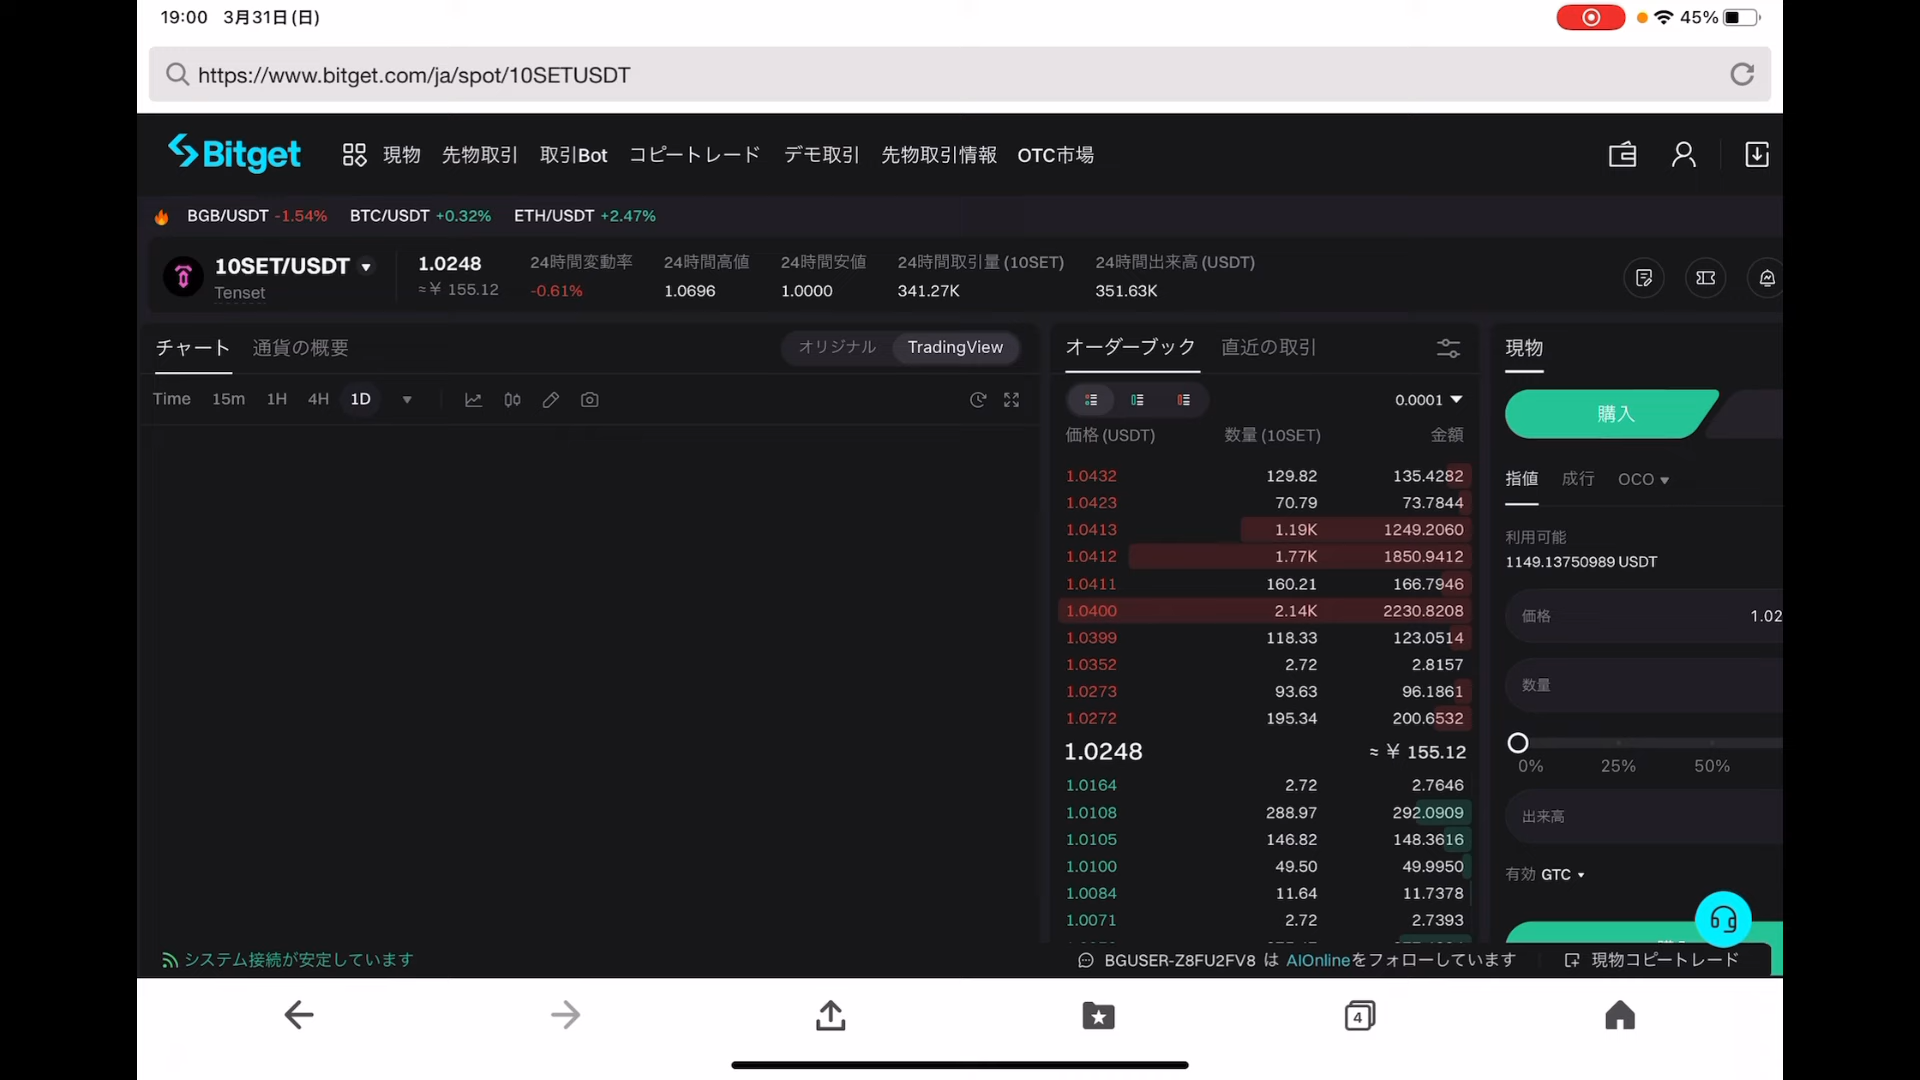 19:00 3月31日(日)
45%
https://www.bitget.com/ja/spot/10SETUSDT
Bitget 現物 先物取引 取引Bot コピートレード デモ取引 先物取引情報 OTC市場
BGB/USDT -1.54% BTC/USDT +0.32% ETH/USDT +2.47%
10SET/USDT 1.0248 24時間変動率 24時間高値 24時間安値 24時間取引量 (10SET) 24時間出来高 (USDT)
Tenset ≈¥ 155.12 -0.61% 1.0696 1.0000 341.27K 351.63K
チャート 通貨の概要 オリジナル TradingView
Time 15m 1H 4H 1D
オーダーブック 直近の取引
0.0001
価格 (USDT) 数量 (10SET) 金額
1.0432 129.82 135.4282
1.0423 70.79 73.7844
1.0413 1.19K 1249.2060
1.0412 1.77K 1850.9412
1.0411 160.21 166.7946
1.0400 2.14K 2230.8208
1.0399 118.33 123.0514
1.0352 2.72 2.8157
1.0273 93.63 96.1861
1.0272 195.34 200.6532
1.0248 ≈ ¥ 155.12
1.0164 2.72 2.7646
1.0108 288.97 292.0909
1.0105 146.82 148.3616
1.0100 49.50 49.9950
1.0084 11.64 11.7378
1.0071 2.72 2.7393
現物
購入
指値 成行 OCO
利用可能
1149.13750989 USDT
価格 1.02
数量
0% 25% 50%
出来高
有効 GTC
システム接続が安定しています
BGUSER-Z8FU2FV8 は AIOnlineをフォローしています
現物コピートレード
4